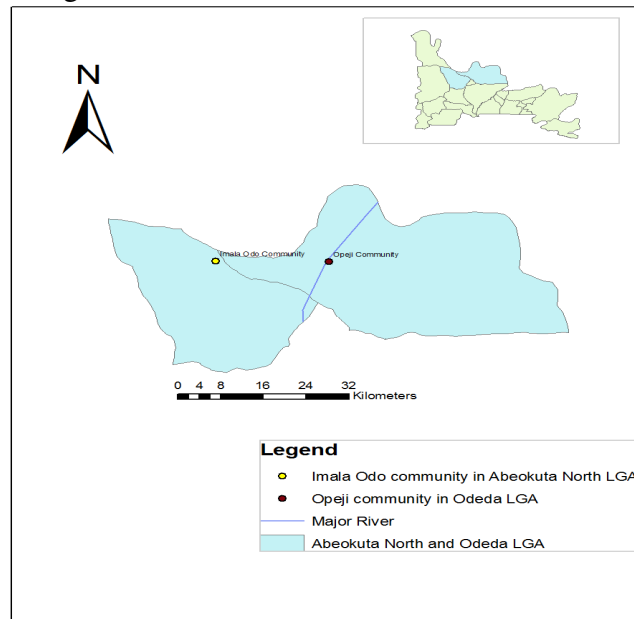 N
Imala Odo Community
Opeji Community
0 4 8 16 24 32
Kilometers
Legend
Imala Odo community in Abeokuta North LGA
Opeji community in Odeda LGA
Major River
Abeokuta North and Odeda LGA